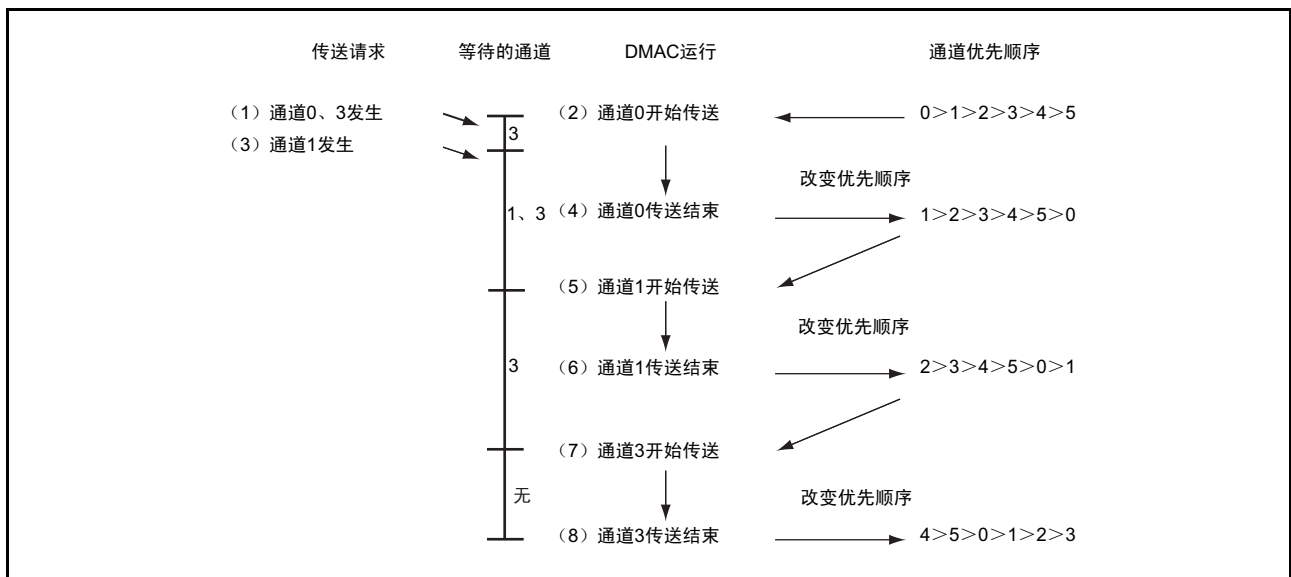 传送请求 等待的通道 DMAC运行 通道优先顺序
（1）通道0、3发生 （2）通道0开始传送 0＞1＞2＞3＞4＞5
3
（3）通道1发生
改变优先顺序
1、3 （4）通道0传送结束 1＞2＞3＞4＞5＞0
（5）通道1开始传送
改变优先顺序
3 （6）通道1传送结束 2＞3＞4＞5＞0＞1
（7）通道3开始传送
无 改变优先顺序
（8）通道3传送结束 4＞5＞0＞1＞2＞3